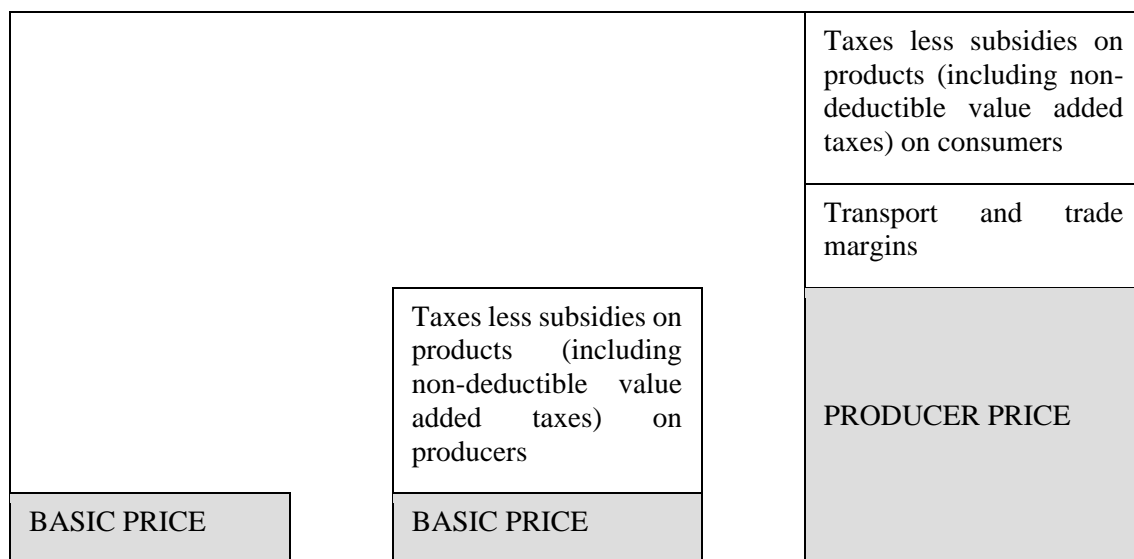 Taxes less subsidies on
products (including non-
deductible value added
taxes) on consumers
Transport and trade
margins
Taxes less subsidies on
products (including
non-deductible value
added taxes) on
producers
PRODUCER PRICE
BASIC PRICE
BASIC PRICE